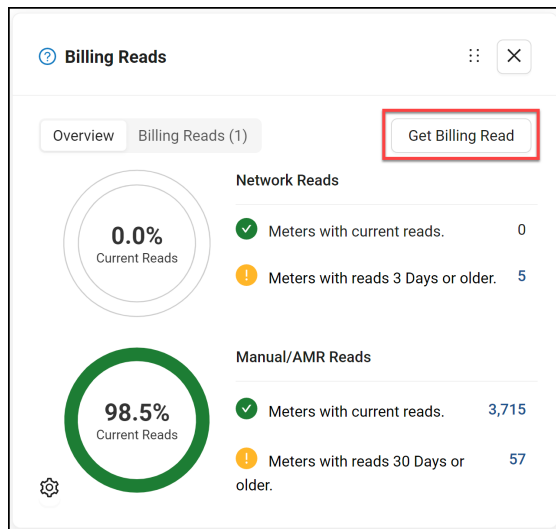 Billing Reads
Overview
Billing Reads (1)
Get Billing Read
0.0%
Current Reads
Network Reads
Meters with current reads. 0
Meters with reads 3 Days or older. 5
98.5%
Current Reads
Manual/AMR Reads
Meters with current reads. 3,715
Meters with reads 30 Days or 57
older.